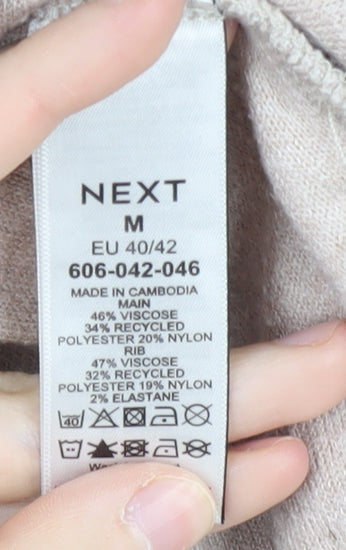 NEXT
M
EU 40/42
606-042-046
MADE IN CAMBODIA
MAIN
46% VISCOSE
34% RECYCLED
POLYESTER 20% NYLON
RIB
47% VISCOSE
32% RECYCLED
POLYESTER 19% NYLON
2% ELASTANE
40